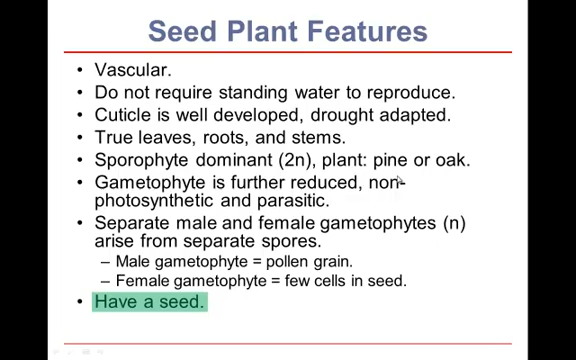 Seed Plant Features
• Vascular.
• Do not require standing water to reproduce.
• Cuticle is well developed, drought adapted.
• True leaves, roots, and stems.
• Sporophyte dominant (2n), plant: pine or oak.
• Gametophyte is further reduced, non-
photosynthetic and parasitic.
• Separate male and female gametophytes (n)
arise from separate spores.
– Male gametophyte = pollen grain.
– Female gametophyte = few cells in seed.
• Have a seed.